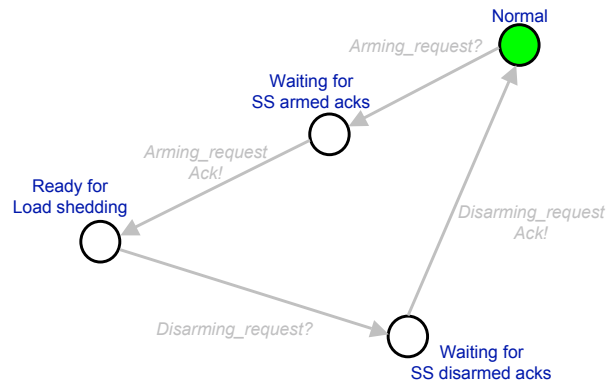 Normal
Arming_request?
Waiting for
SS armed acks
Arming_request
Ack!
Ready for
Load shedding
Disarming_request
Ack!
Disarming_request?
Waiting for
SS disarmed acks